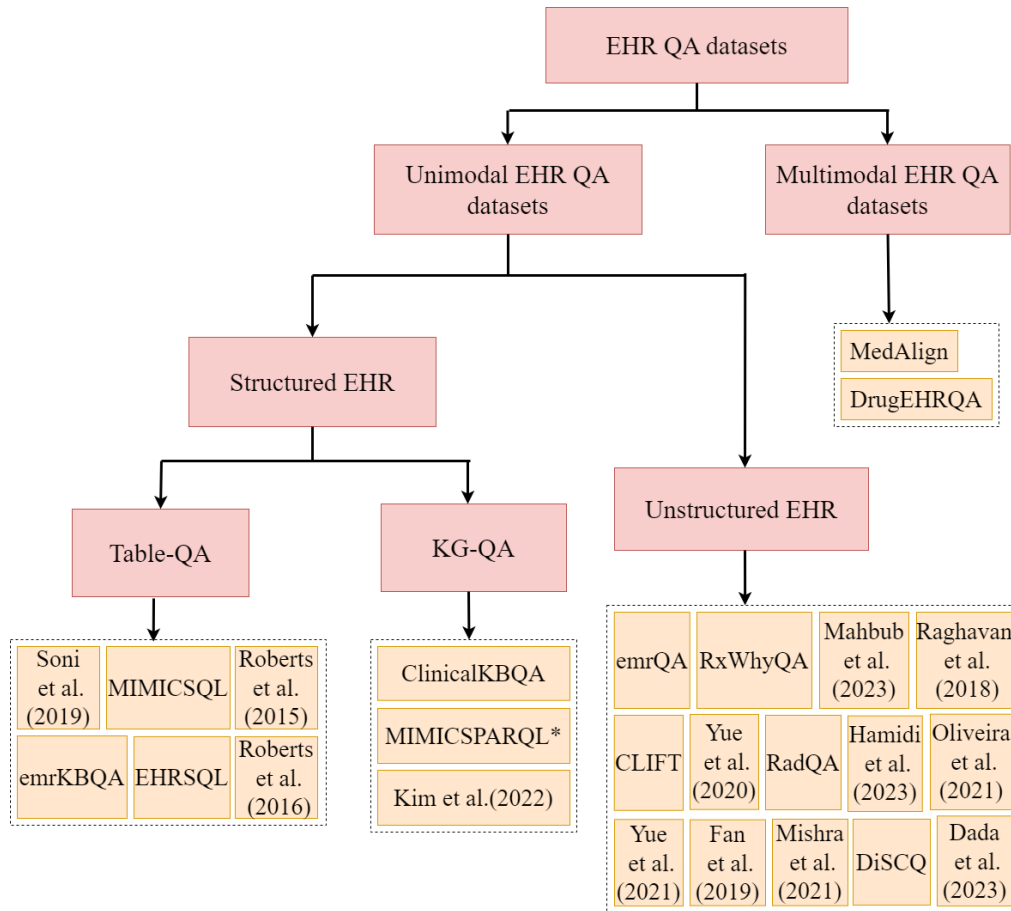 EHR QA datasets
Unimodal EHR QA
datasets
Multimodal EHR QA
datasets
Structured EHR
MedAlign
DrugEHRQA
Unstructured EHR
Table-QA
KG-QA
Soni
et al.
(2019)
MIMICSQL
Roberts
et al.
(2015)
emrKBQA
EHRSQL
Roberts
et al.
(2016)
ClinicalKBQA
MIMICSPARQL*
Kim et al.(2022)
emrQA
RxWhyQA
Mahbub
et al.
(2023)
Raghavan
et al.
(2018)
CLIFT
Yue
et al.
(2020)
RadQA
Hamidi
et al.
(2023)
Oliveira
et al.
(2021)
Yue
et al.
(2021)
Fan
et al.
(2019)
Mishra
et al.
(2021)
DiSCQ
Dada
et al.
(2023)